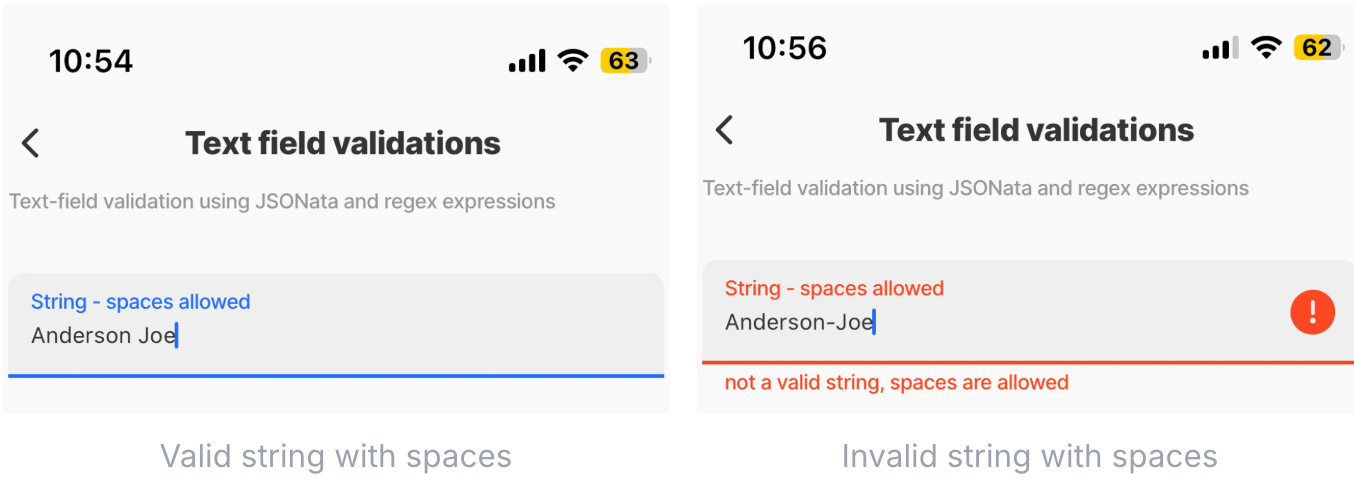 10:54
63
Text field validations
Text-field validation using JSONata and regex expressions
String - spaces allowed
Anderson Joe
Valid string with spaces
10:56
62
Text field validations
Text-field validation using JSONata and regex expressions
String - spaces allowed
Anderson-Joe
!
not a valid string, spaces are allowed
Invalid string with spaces